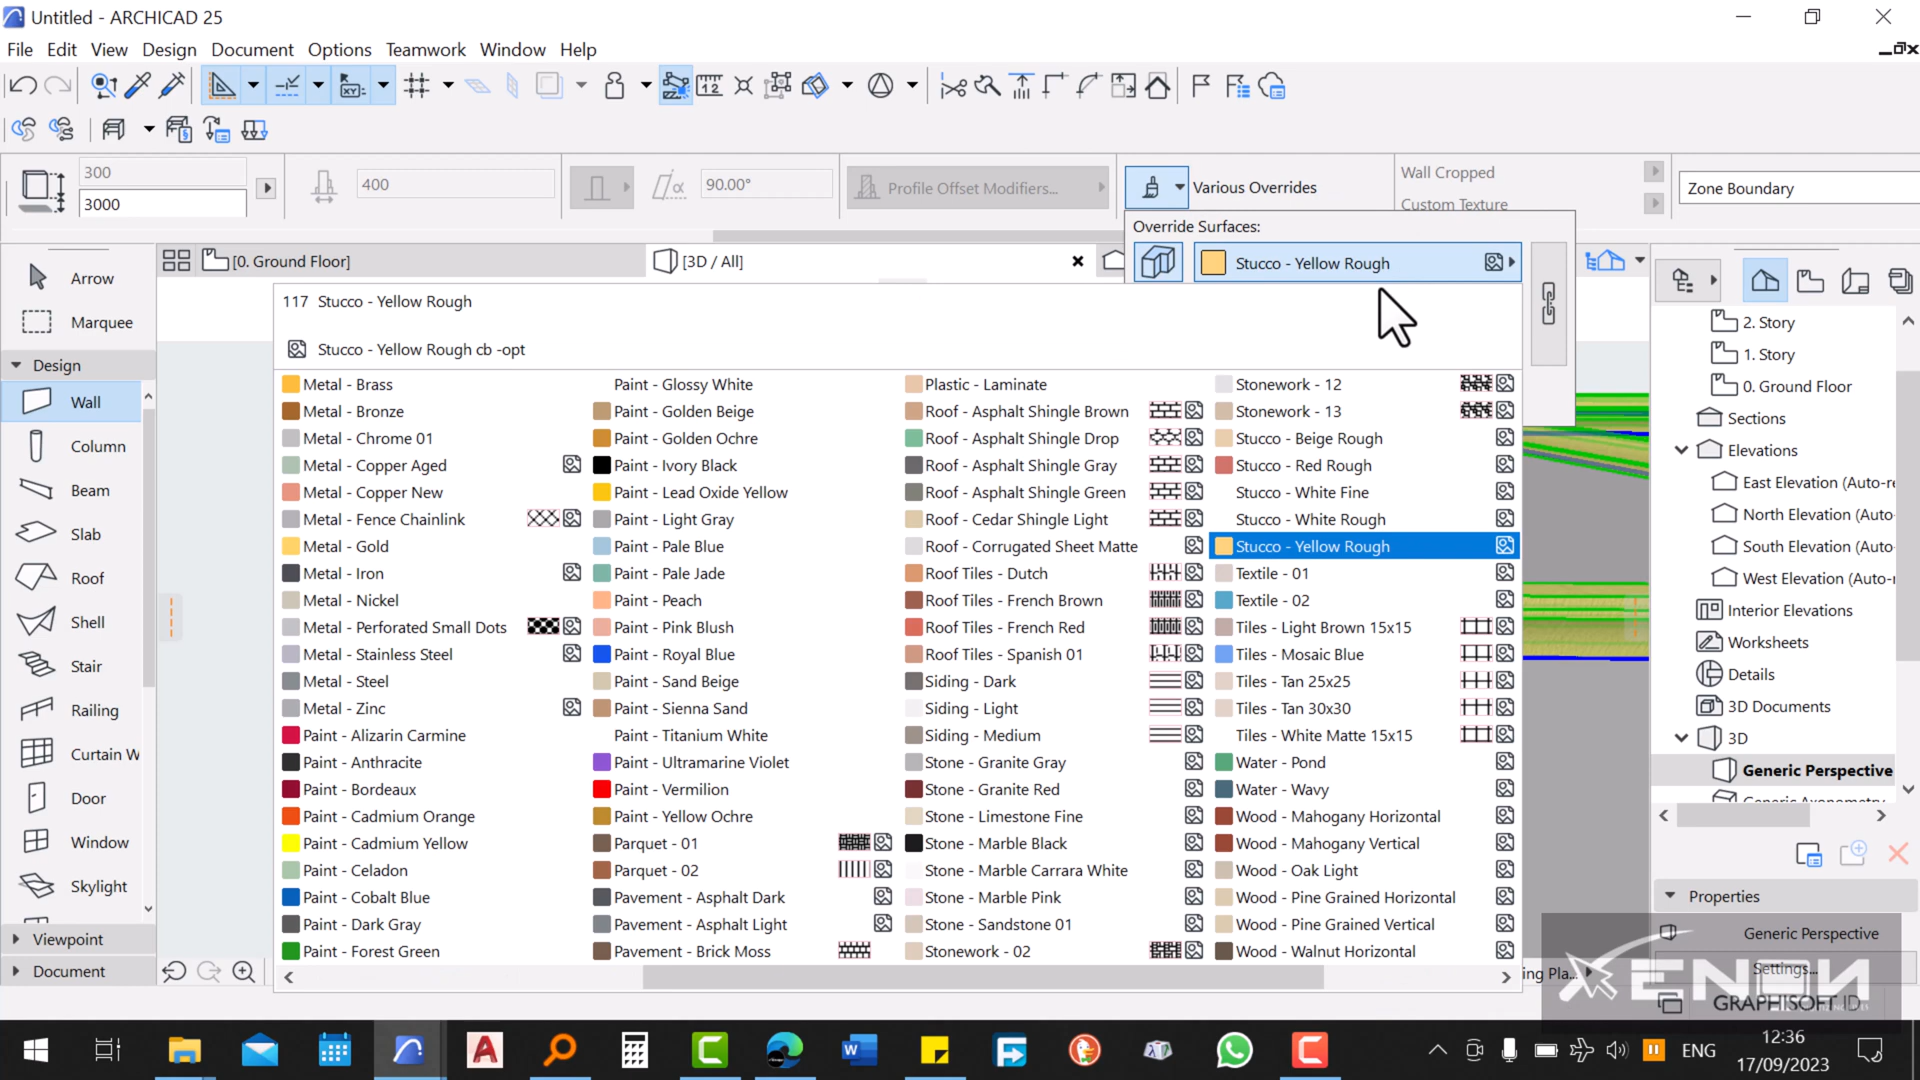 Untitled - ARCHICAD 25
File Edit View Design Document Options Teamwork Window Help
300
3000
400
90.00°
Profile Offset Modifiers...
Various Overrides
Wall Cropped
Custom Texture
Zone Boundary
Override Surfaces:
Stucco - Yellow Rough
[0. Ground Floor]
[3D / All]
117 Stucco - Yellow Rough
Stucco - Yellow Rough cb -opt
Arrow
Marquee
Design
Wall
Column
Beam
Slab
Roof
Shell
Stair
Railing
Curtain W
Door
Window
Skylight
Viewpoint
Document
Metal - Brass
Metal - Bronze
Metal - Chrome 01
Metal - Copper Aged
Metal - Copper New
Metal - Fence Chainlink
Metal - Gold
Metal - Iron
Metal - Nickel
Metal - Perforated Small Dots
Metal - Stainless Steel
Metal - Steel
Metal - Zinc
Paint - Alizarin Carmine
Paint - Anthracite
Paint - Bordeaux
Paint - Cadmium Orange
Paint - Cadmium Yellow
Paint - Celadon
Paint - Cobalt Blue
Paint - Dark Gray
Paint - Forest Green
Paint - Glossy White
Paint - Golden Beige
Paint - Golden Ochre
Paint - Ivory Black
Paint - Lead Oxide Yellow
Paint - Light Gray
Paint - Pale Blue
Paint - Pale Jade
Paint - Peach
Paint - Pink Blush
Paint - Royal Blue
Paint - Sand Beige
Paint - Sienna Sand
Paint - Titanium White
Paint - Ultramarine Violet
Paint - Vermilion
Paint - Yellow Ochre
Parquet - 01
Parquet - 02
Pavement - Asphalt Dark
Pavement - Asphalt Light
Pavement - Brick Moss
Plastic - Laminate
Roof - Asphalt Shingle Brown
Roof - Asphalt Shingle Drop
Roof - Asphalt Shingle Gray
Roof - Asphalt Shingle Green
Roof - Cedar Shingle Light
Roof - Corrugated Sheet Matte
Roof Tiles - Dutch
Roof Tiles - French Brown
Roof Tiles - French Red
Roof Tiles - Spanish 01
Siding - Dark
Siding - Light
Siding - Medium
Stone - Granite Gray
Stone - Granite Red
Stone - Limestone Fine
Stone - Marble Black
Stone - Marble Carrara White
Stone - Marble Pink
Stone - Sandstone 01
Stonework - 02
Stonework - 12
Stonework - 13
Stucco - Beige Rough
Stucco - Red Rough
Stucco - White Fine
Stucco - White Rough
Stucco - Yellow Rough
Textile - 01
Textile - 02
Tiles - Light Brown 15x15
Tiles - Mosaic Blue
Tiles - Tan 25x25
Tiles - Tan 30x30
Tiles - White Matte 15x15
Water - Pond
Water - Wavy
Wood - Mahogany Horizontal
Wood - Mahogany Vertical
Wood - Oak Light
Wood - Pine Grained Horizontal
Wood - Pine Grained Vertical
Wood - Walnut Horizontal
2. Story
1. Story
0. Ground Floor
Sections
Elevations
East Elevation (Auto-re
North Elevation (Auto-
South Elevation (Auto-
West Elevation (Auto-r
Interior Elevations
Worksheets
Details
3D Documents
3D
Generic Perspective
Generic Axonometry
Properties
Generic Perspective
Settings...
ing Pla...
XENON
GRAPHISOFT ID
ENG
12:36
17/09/2023